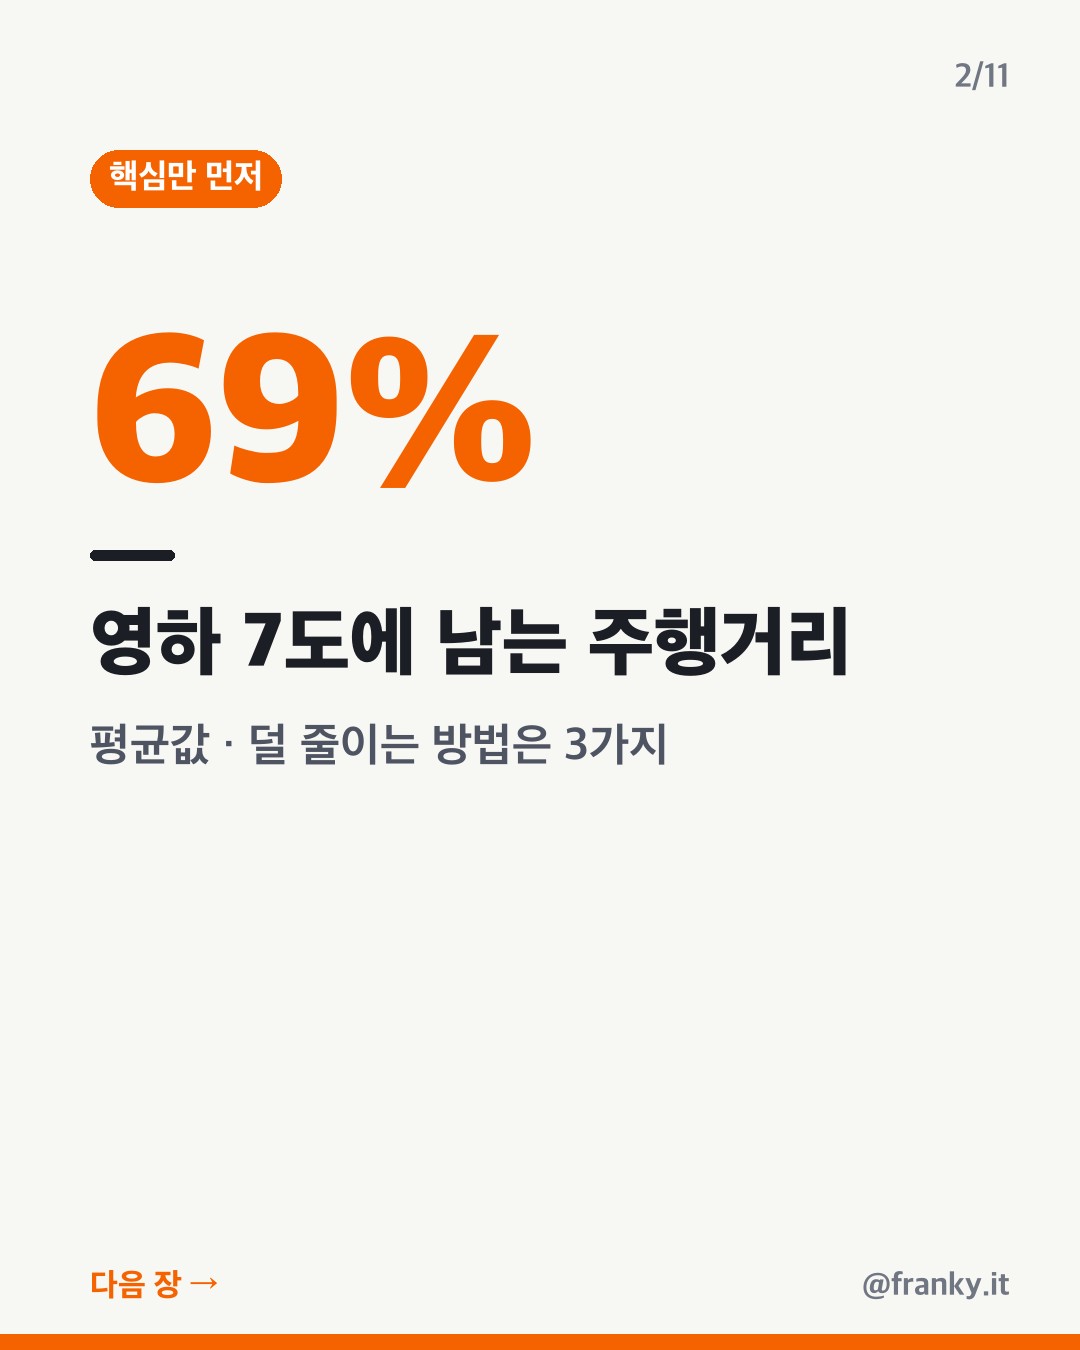 2/11
핵심만 먼저
69%
영하 7도에 남는 주행거리
평균값 · 덜 줄이는 방법은 3가지
다음 장 →
@franky.it